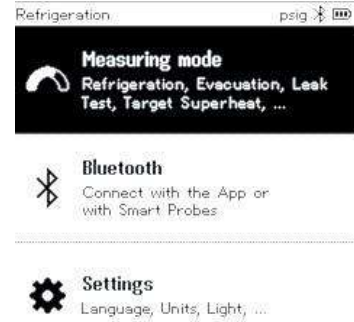 Refrigeration psig
Measuring mode
Refrigeration, Evacuation, Leak
Test, Target Superheat, ...
Bluetooth
Connect with the App or
with Smart Probes
Settings
Language, Units, Light, ...